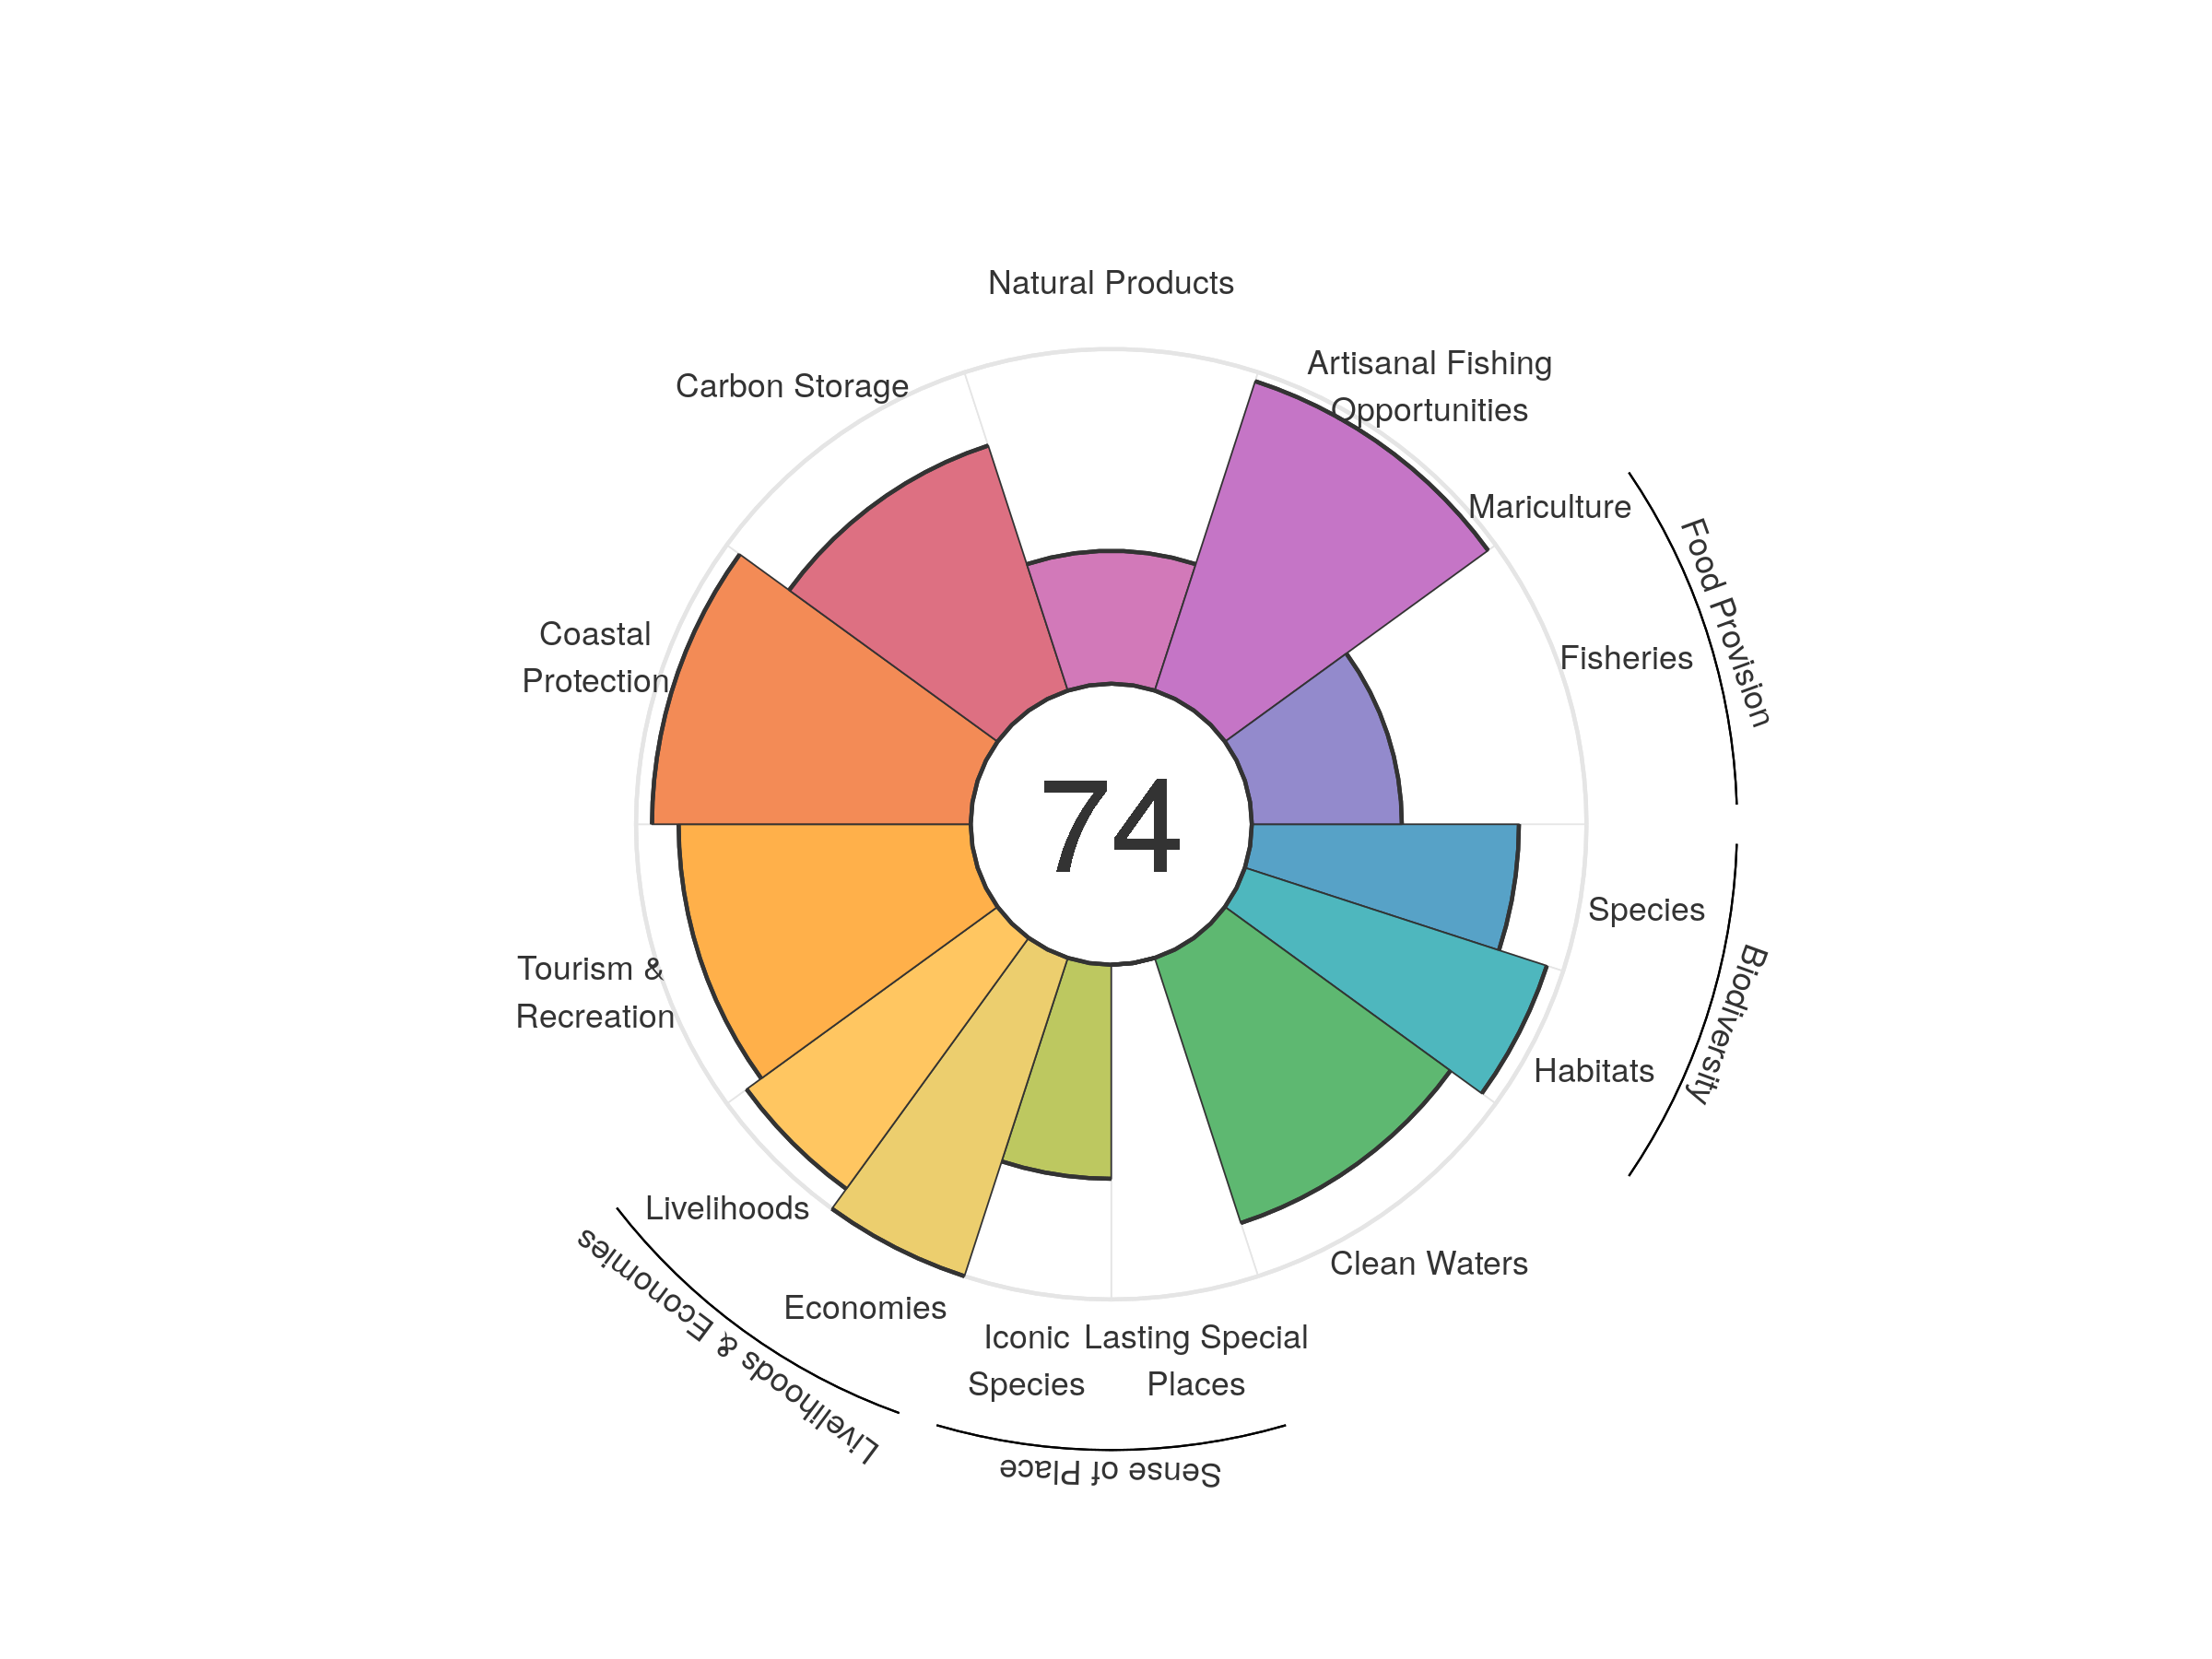 Natural Products
Artisanal Fishing
Opportunities
Carbon Storage
Mariculture
Food Provision
Fisheries
Coastal
Protection
74
Species
Biodiversity
Tourism &
Recreation
Habitats
Livelihoods
Livelihoods & Economies
Clean Waters
Economies
Iconic
Species
Lasting Special
Places
Sense of Place